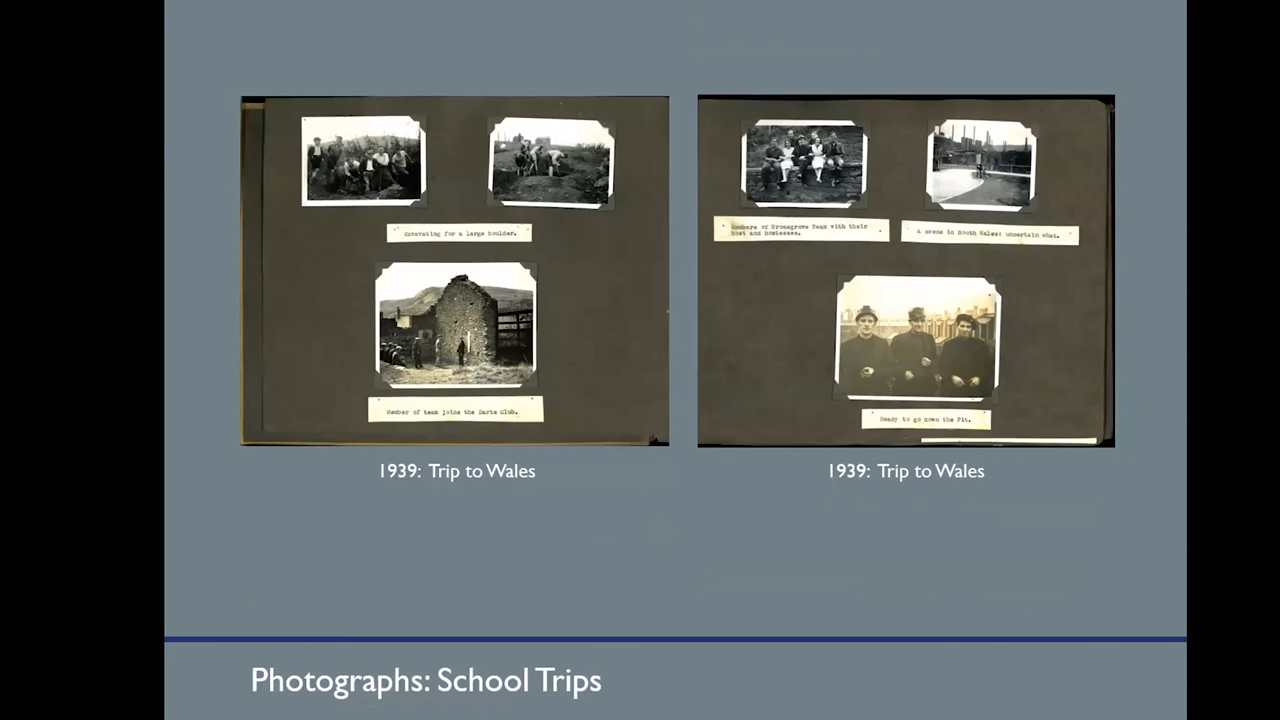 Excavating for a large boulder.
Member of team joins the Darts Club.
1939: Trip to Wales
Members of Bromsgrove Team with their
Host and Hostesses.
A scene in South Wales: uncertain what.
Ready to go down the Pit.
1939: Trip to Wales
Photographs: School Trips